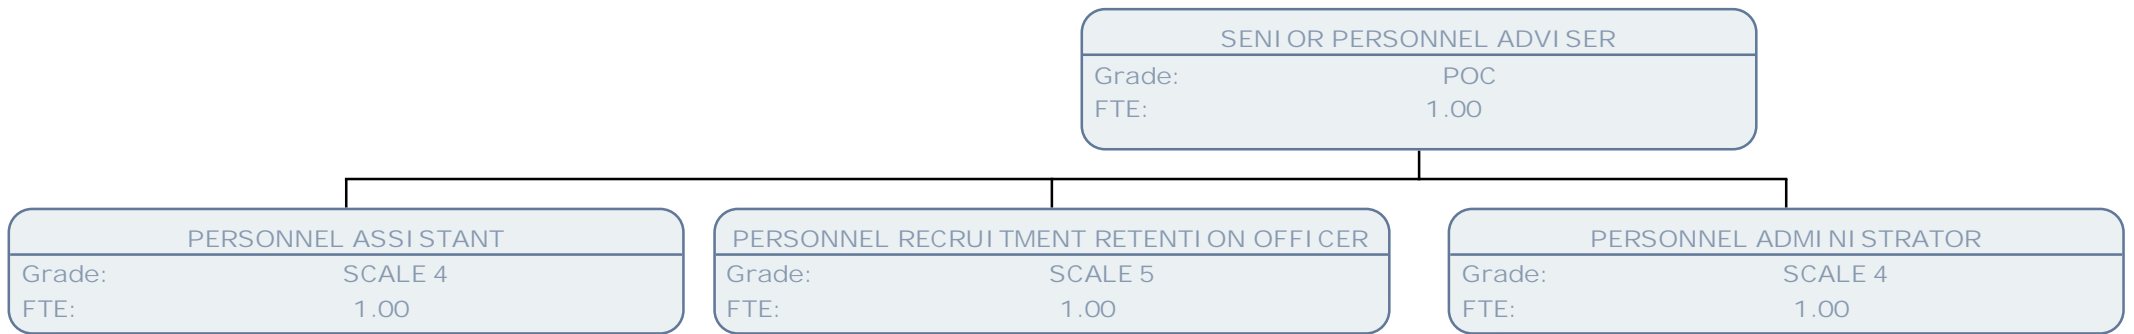 SENIOR PERSONNEL ADVISER
Grade: POC
FTE: 1.00
PERSONNEL ASSISTANT
Grade: SCALE 4
FTE: 1.00
PERSONNEL RECRUITMENT RETENTION OFFICER
Grade: SCALE 5
FTE: 1.00
PERSONNEL ADMINISTRATOR
Grade: SCALE 4
FTE: 1.00